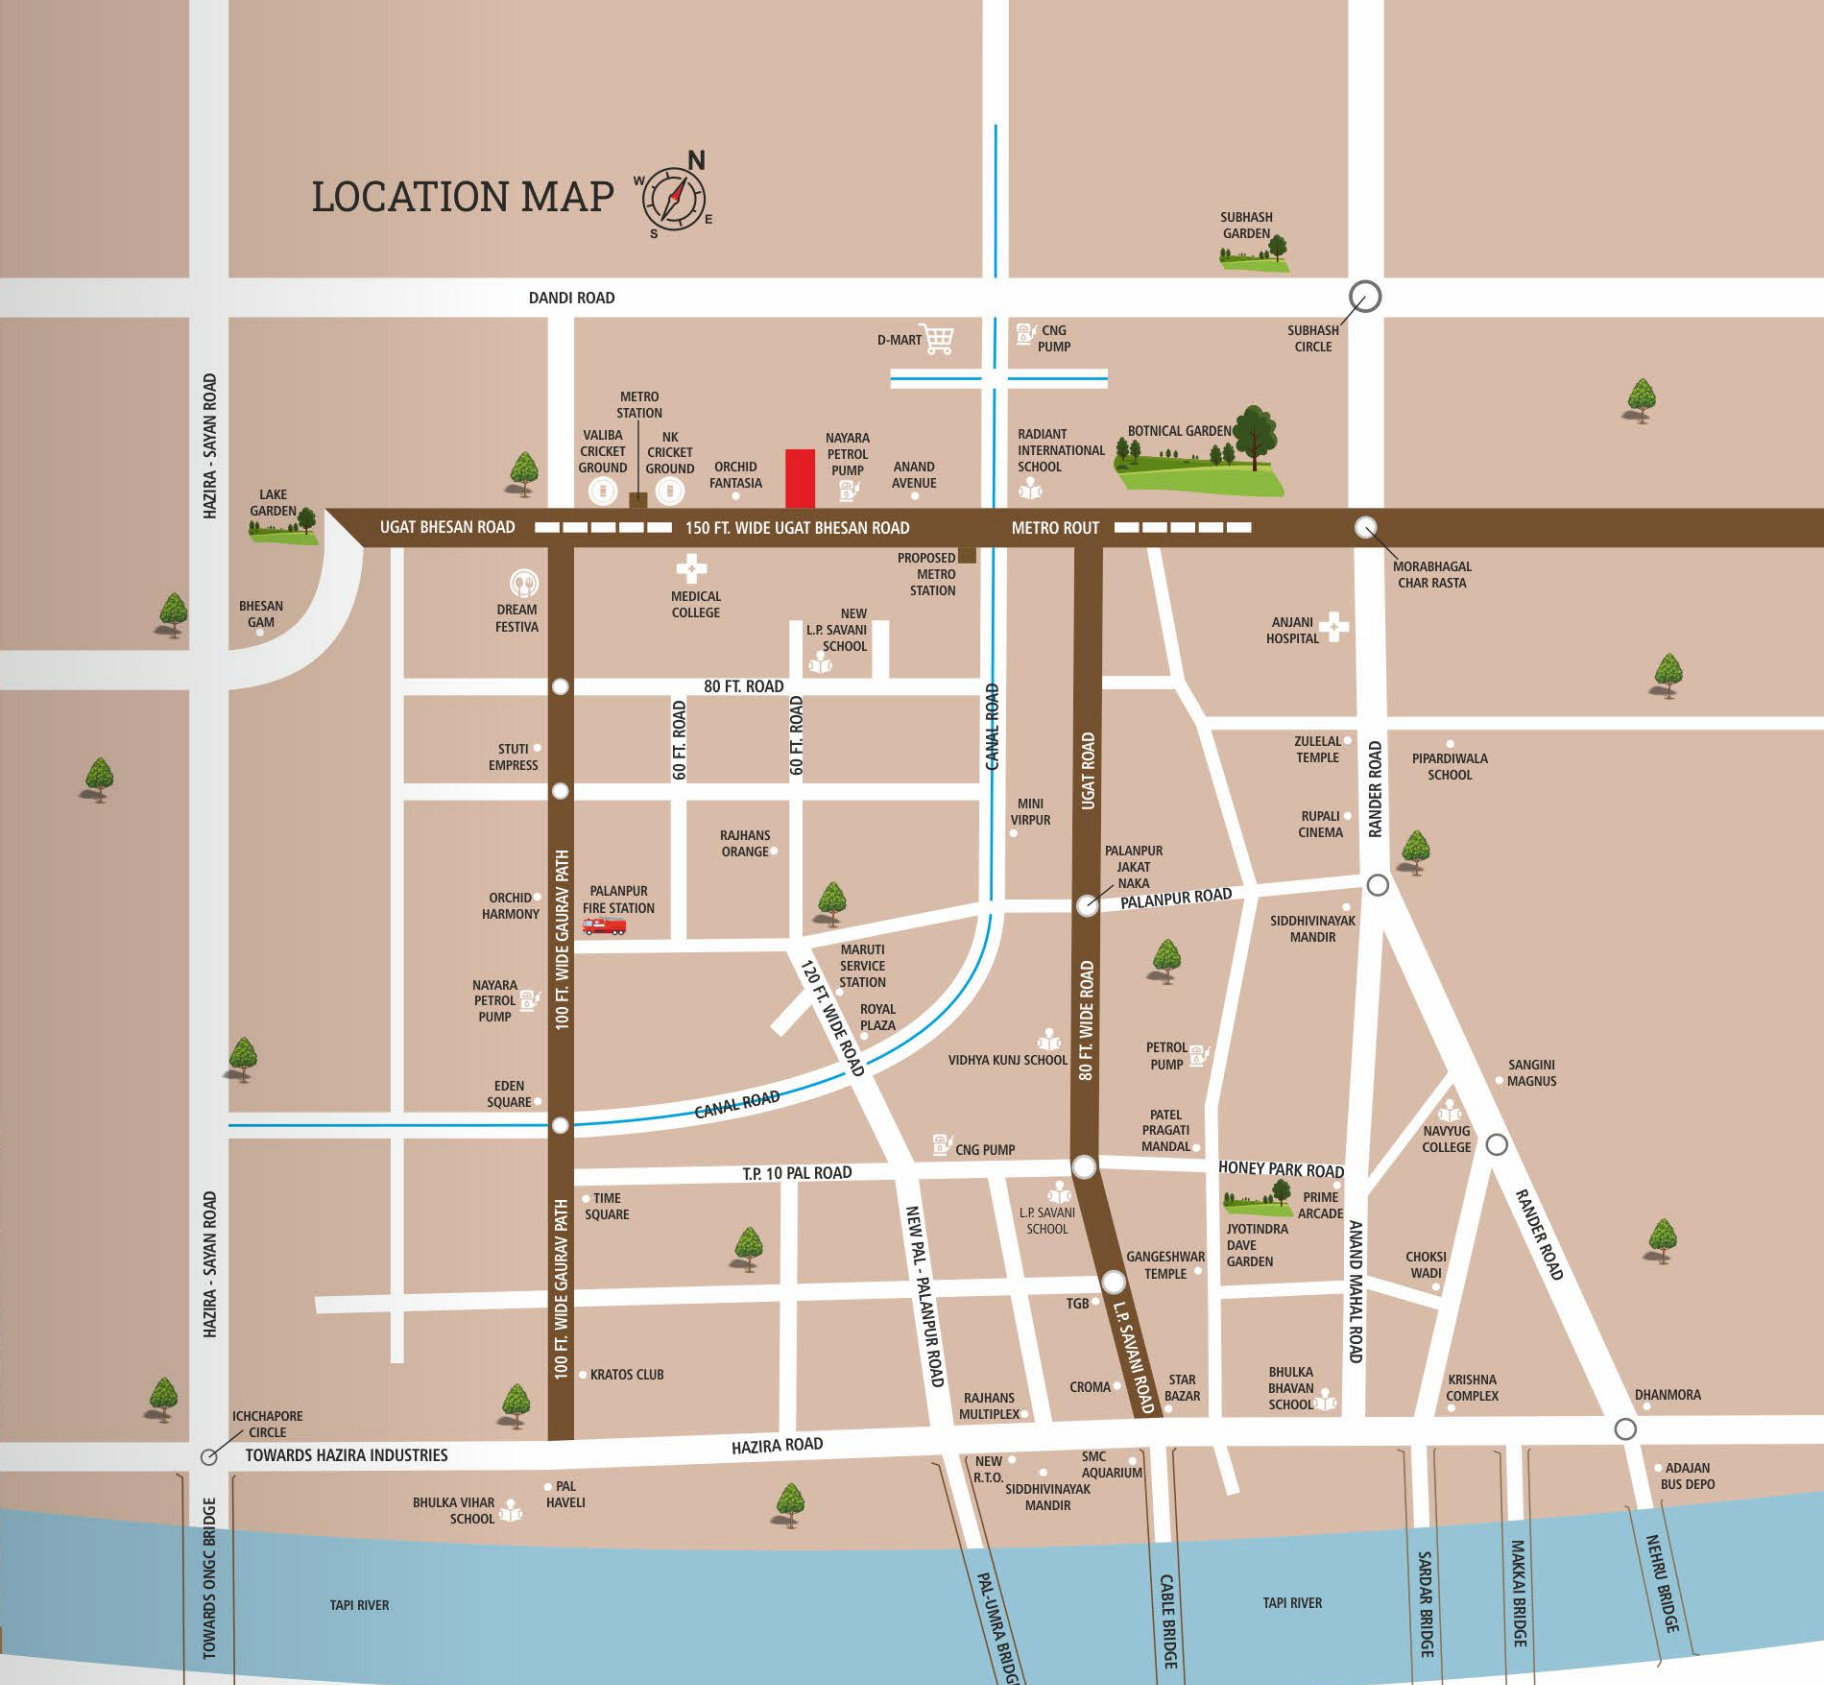 LOCATION MAP
N
W
E
S
SUBHASH
GARDEN
DANDI ROAD
SUBHASH
CIRCLE
D-MART
CNG
PUMP
HAZIRA - SAYAN ROAD
METRO
STATION
VALIBA
CRICKET
GROUND
NK
CRICKET
GROUND
ORCHID
FANTASIA
NAYARA
PETROL
PUMP
ANAND
AVENUE
RADIANT
INTERNATIONAL
SCHOOL
BOTNICAL GARDEN
LAKE
GARDEN
UGAT BHESAN ROAD
150 FT. WIDE UGAT BHESAN ROAD
METRO ROUT
MORABHAGAL
CHAR RASTA
PROPOSED
METRO
STATION
MEDICAL
COLLEGE
DREAM
FESTIVA
BHESAN
GAM
NEW
L.P. SAVANI
SCHOOL
ANJANI
HOSPITAL
80 FT. ROAD
60 FT. ROAD
60 FT. ROAD
CANAL ROAD
UGAT ROAD
STUTI
EMPRESS
ZULELAL
TEMPLE
RANDER ROAD
PIPARDIWALA
SCHOOL
MINI
VIRPUR
RUPALI
CINEMA
RAJHANS
ORANGE
PALANPUR
JAKAT
NAKA
PALANPUR ROAD
ORCHID
HARMONY
100 FT. WIDE GAURAV PATH
PALANPUR
FIRE STATION
SIDDHIVINAYAK
MANDIR
MARUTI
SERVICE
STATION
120 FT. WIDE ROAD
ROYAL
PLAZA
NAYARA
PETROL
PUMP
80 FT. WIDE ROAD
VIDHYA KUNJ SCHOOL
PETROL
PUMP
SANGINI
MAGNUS
EDEN
SQUARE
CANAL ROAD
PATEL
PRAGATI
MANDAL
NAVYUG
COLLEGE
CNG PUMP
T.P. 10 PAL ROAD
HONEY PARK ROAD
HAZIRA - SAYAN ROAD
TIME
SQUARE
100 FT. WIDE GAURAV PATH
NEW PAL - PALANPUR ROAD
L.P. SAVANI
SCHOOL
PRIME
ARCADE
JYOTINDRA
DAVE
GARDEN
RANDER ROAD
ANAND MAHAL ROAD
GANGESHWAR
TEMPLE
CHOKSI
WADI
TGB
L.P. SAVANI ROAD
KRATOS CLUB
CROMA
STAR
BAZAR
BHULKA
BHAVAN
SCHOOL
KRISHNA
COMPLEX
DHANMORA
RAJHANS
MULTIPLEX
ICHCHAPORE
CIRCLE
TOWARDS HAZIRA INDUSTRIES
HAZIRA ROAD
NEW
R.T.O.
SIDDHIVINAYAK
MANDIR
SMC
AQUARIUM
ADAJAN
BUS DEPO
PAL
HAVELI
BHULKA VIHAR
SCHOOL
TOWARDS ONGC BRIDGE
TAPI RIVER
PAL-UMRA BRIDGE
CABLE BRIDGE
TAPI RIVER
SARDAR BRIDGE
MAKKAI BRIDGE
NEHRU BRIDGE